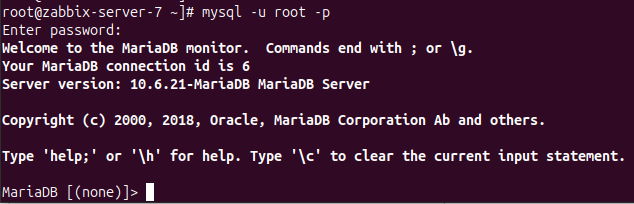 root@zabbix-server-7 ~]# mysql -u root -p
Enter password:
Welcome to the MariaDB monitor.  Commands end with ; or \g.
Your MariaDB connection id is 6
Server version: 10.6.21-MariaDB MariaDB Server
Copyright (c) 2000, 2018, Oracle, MariaDB Corporation Ab and others.
Type 'help;' or '\h' for help. Type '\c' to clear the current input statement.
MariaDB [(none)]>